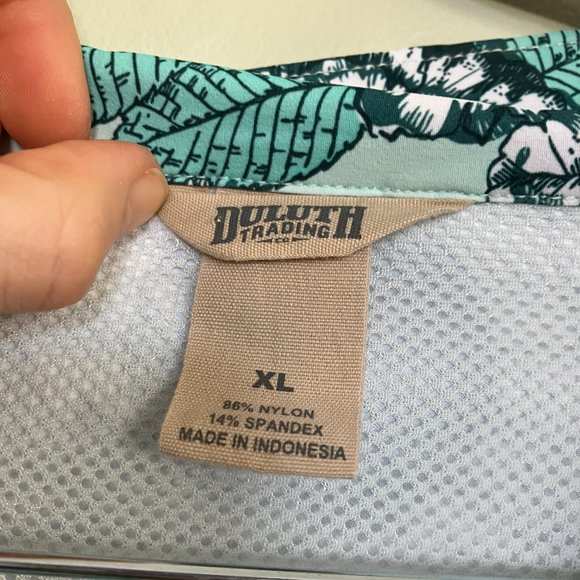 DULUTH
TRADING
CO
XL
86% NYLON
14% SPANDEX
MADE IN INDONESIA